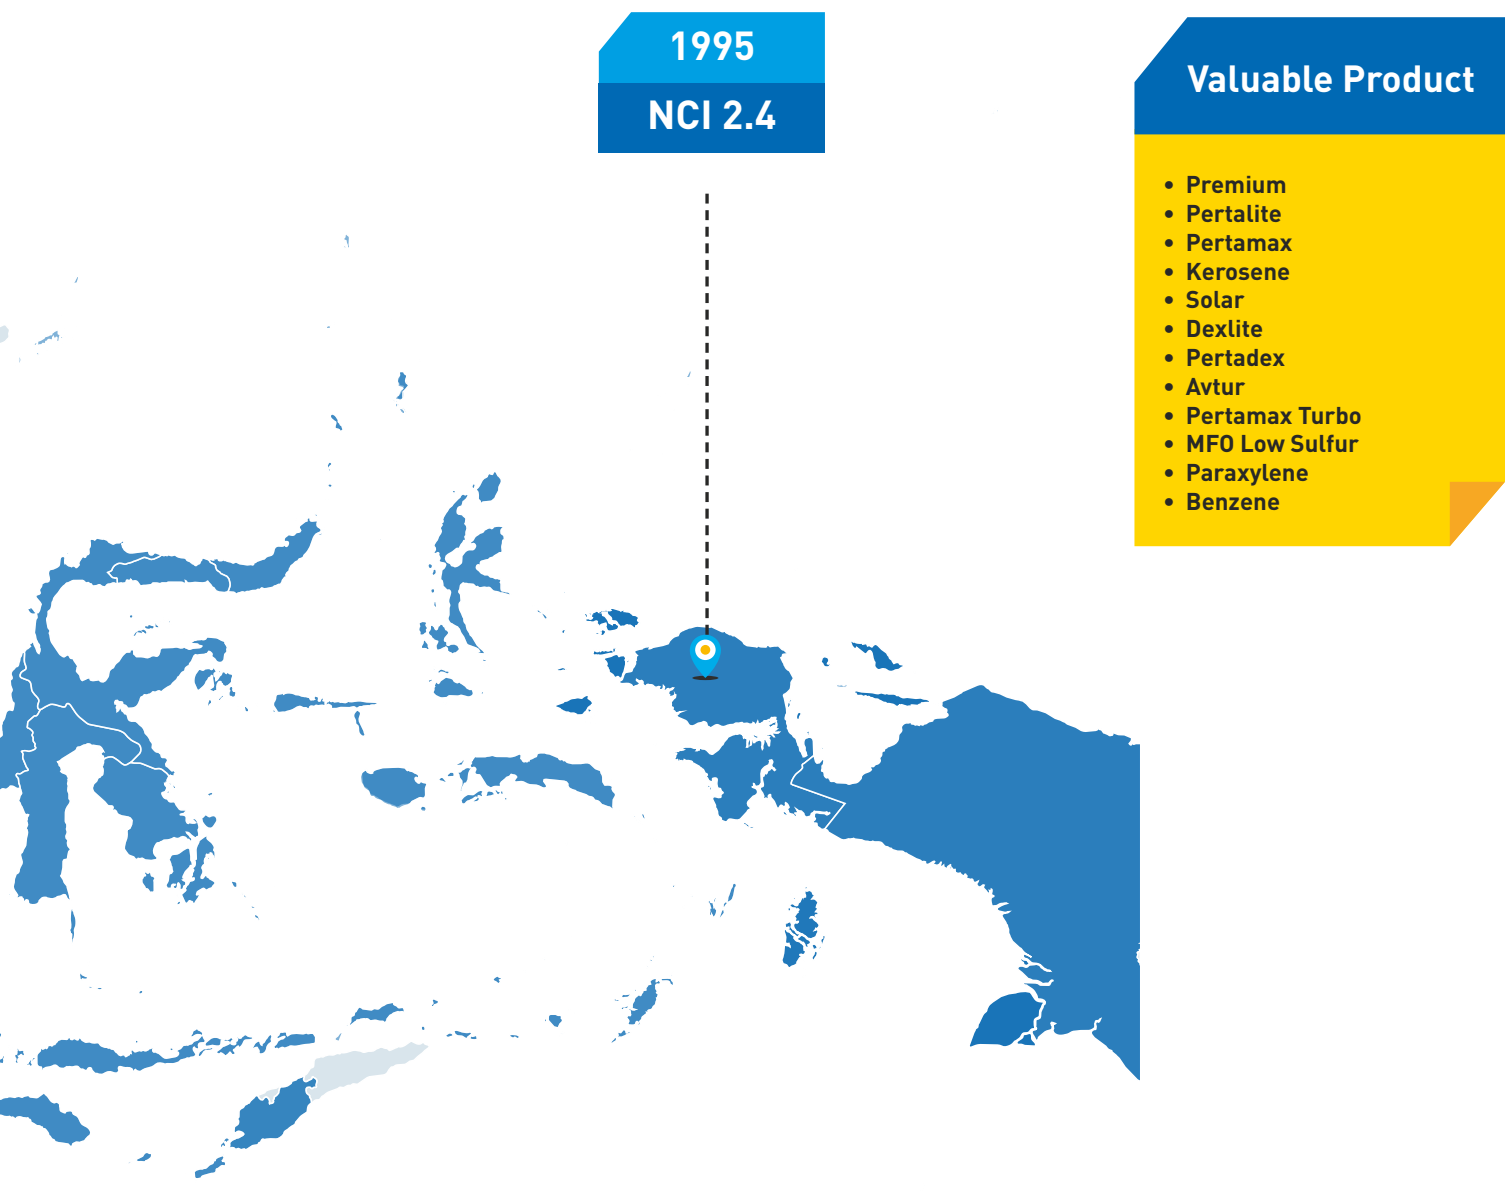 1995
NCI 2.4
Valuable Product
• Premium
• Pertalite
• Pertamax
• Kerosene
• Solar
• Dexlite
• Pertadex
• Avtur
• Pertamax Turbo
• MFO Low Sulfur
• Paraxylene
• Benzene